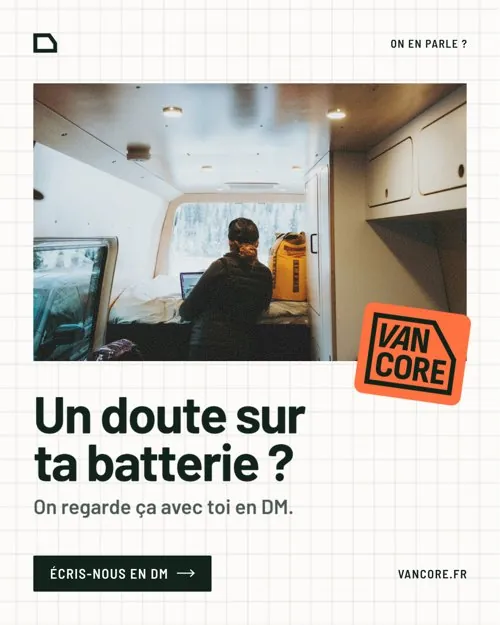 ON EN PARLE ?
VAN
CORE
Un doute sur
ta batterie ?
On regarde ça avec toi en DM.
ÉCRIS-NOUS EN DM →
VANCORE.FR